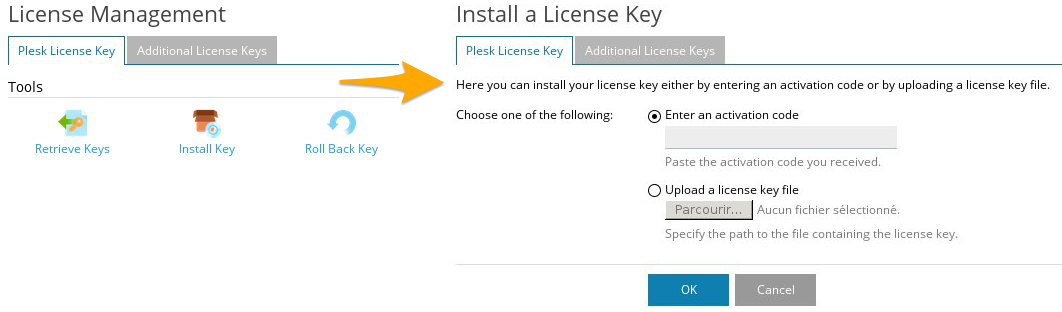 License Management
Plesk License Key
Additional License Keys
Tools
Retrieve Keys
Install Key
Roll Back Key
Install a License Key
Plesk License Key
Additional License Keys
Here you can install your license key either by entering an activation code or by uploading a license key file.
Choose one of the following:
Enter an activation code
Paste the activation code you received.
Upload a license key file
Parcourir... Aucun fichier sélectionné.
Specify the path to the file containing the license key.
OK
Cancel